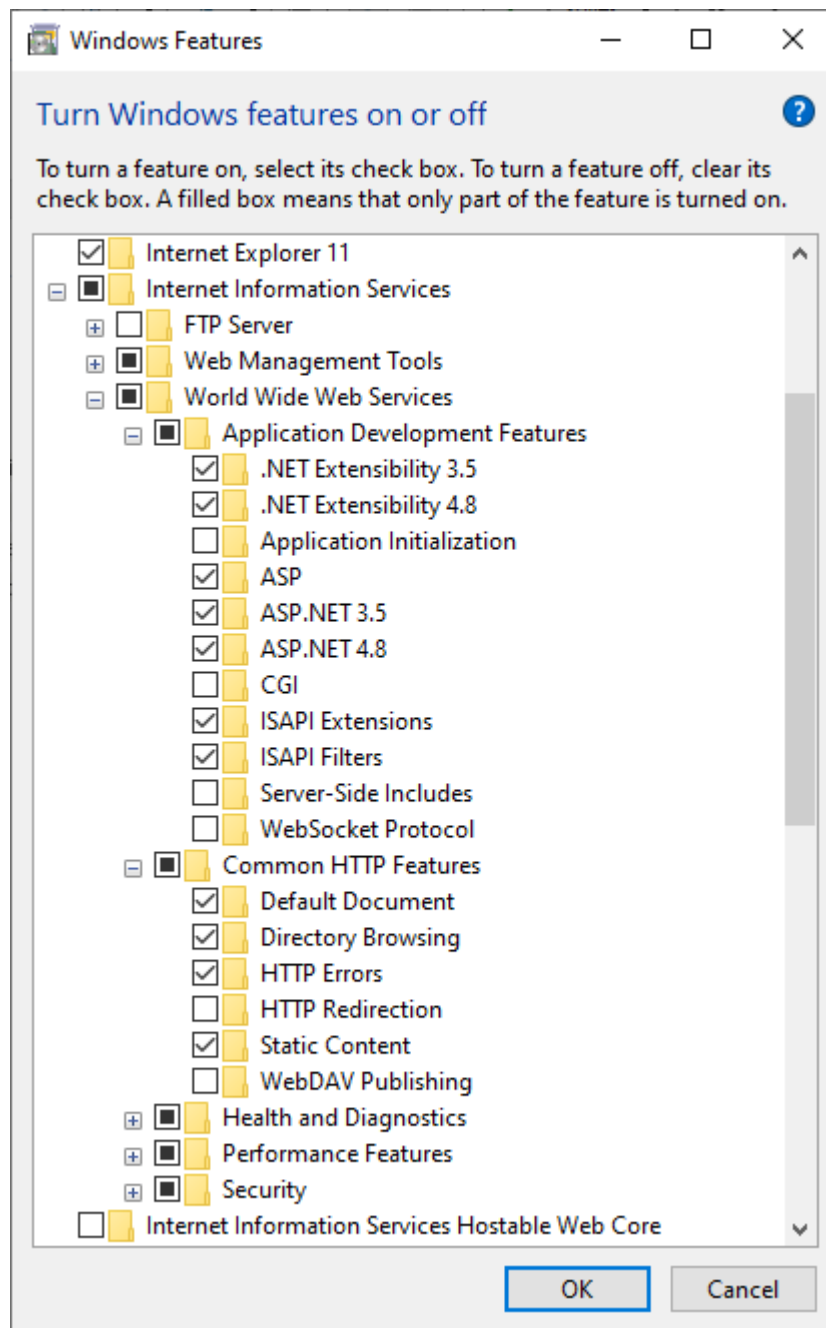 Windows Features
Turn Windows features on or off
To turn a feature on, select its check box. To turn a feature off, clear its
check box. A filled box means that only part of the feature is turned on.
Internet Explorer 11
Internet Information Services
FTP Server
Web Management Tools
World Wide Web Services
Application Development Features
.NET Extensibility 3.5
.NET Extensibility 4.8
Application Initialization
ASP
ASP.NET 3.5
ASP.NET 4.8
CGI
ISAPI Extensions
ISAPI Filters
Server-Side Includes
WebSocket Protocol
Common HTTP Features
Default Document
Directory Browsing
HTTP Errors
HTTP Redirection
Static Content
WebDAV Publishing
Health and Diagnostics
Performance Features
Security
Internet Information Services Hostable Web Core
OK Cancel